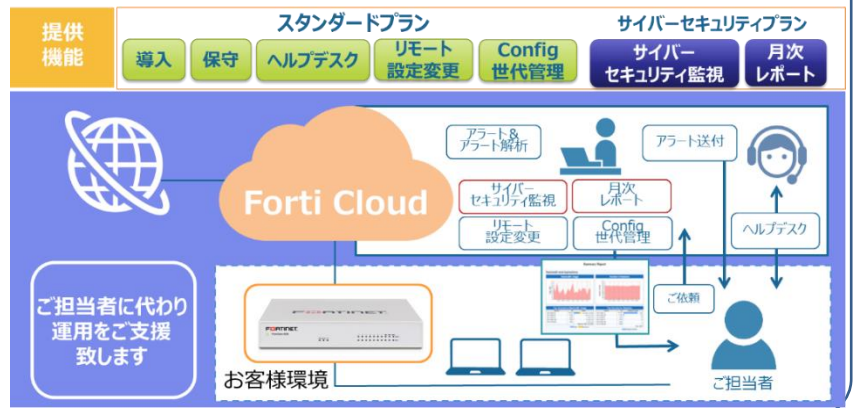 提供
機能
スタンダードプラン
サイバーセキュリティプラン
導入
保守
ヘルプデスク
リモート
設定変更
Config
世代管理
サイバー
セキュリティ監視
月次
レポート
Forti Cloud
アラート&
アラート解析
アラート送付
サイバー
セキュリティ監視
月次
レポート
リモート
設定変更
Config
世代管理
ヘルプデスク
ご依頼
ご担当者に代わり
運用をご支援
致します
FORTINET
FORTINET
お客様環境
ご担当者